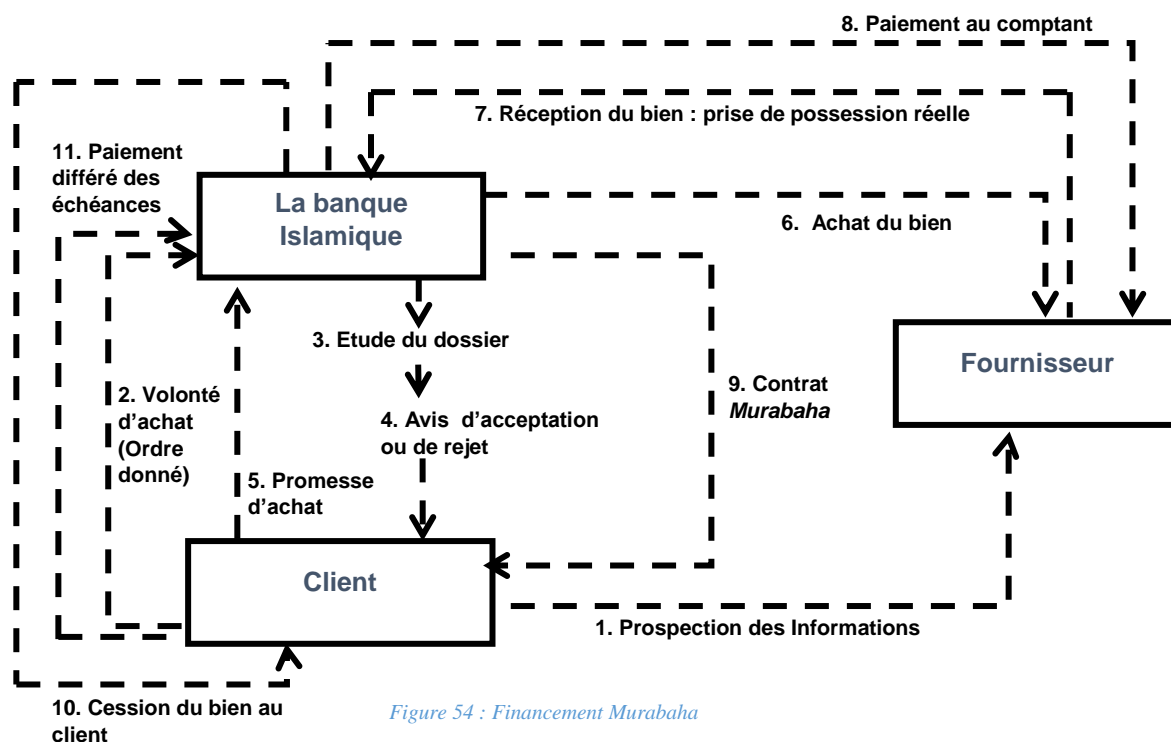 8. Paiement au comptant
7. Réception du bien : prise de possession réelle
11. Paiement
différé des
échéances
La banque
Islamique
6. Achat du bien
3. Etude du dossier
Fournisseur
2. Volonté
d’achat
(Ordre
donné)
9. Contrat
Murabaha
4. Avis d’acceptation
ou de rejet
5. Promesse
d’achat
Client
1. Prospection des Informations
10. Cession du bien au
client
Figure 54 : Financement Murabaha